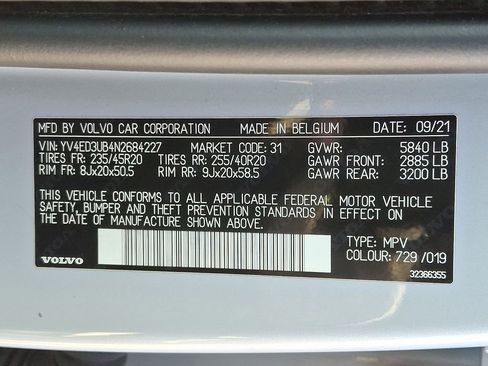 MFD BY VOLVO CAR CORPORATION MADE IN BELGIUM DATE: 09/21
VIN: YV4ED3UB4N2684227 MARKET CODE: 31 GVWR: 5840 LB
TIRES FR: 235/45R20 TIRES RR: 255/40R20 GAWR FRONT: 2885 LB
RIM FR: 8Jx20x50.5 RIM RR: 9Jx20x58.5 GAWR REAR: 3200 LB
THIS VEHICLE CONFORMS TO ALL APPLICABLE FEDERAL MOTOR VEHICLE
SAFETY, BUMPER AND THEFT PREVENTION STANDARDS IN EFFECT ON
THE DATE OF MANUFACTURE SHOWN ABOVE.
TYPE: MPV
VOLVO COLOUR: 729 /019
32366355